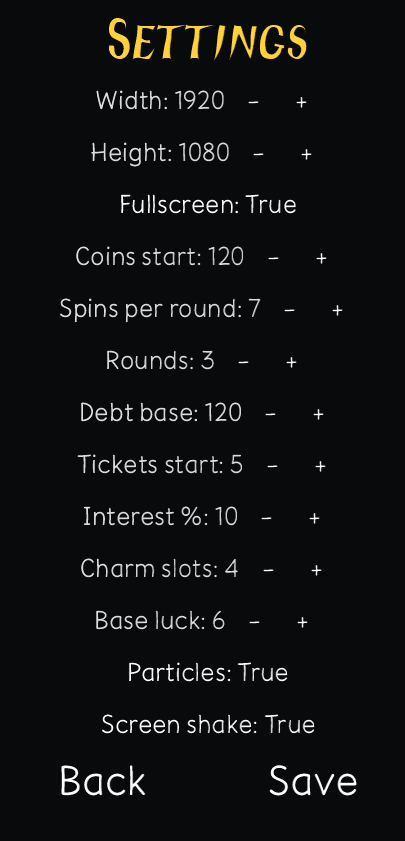 SETTINGS
Width: 1920 - +
Height: 1080 - +
Fullscreen: True
Coins start: 120 - +
Spins per round: 7 - +
Rounds: 3 - +
Debt base: 120 - +
Tickets start: 5 - +
Interest %: 10 - +
Charm slots: 4 - +
Base luck: 6 - +
Particles: True
Screen shake: True
Back Save